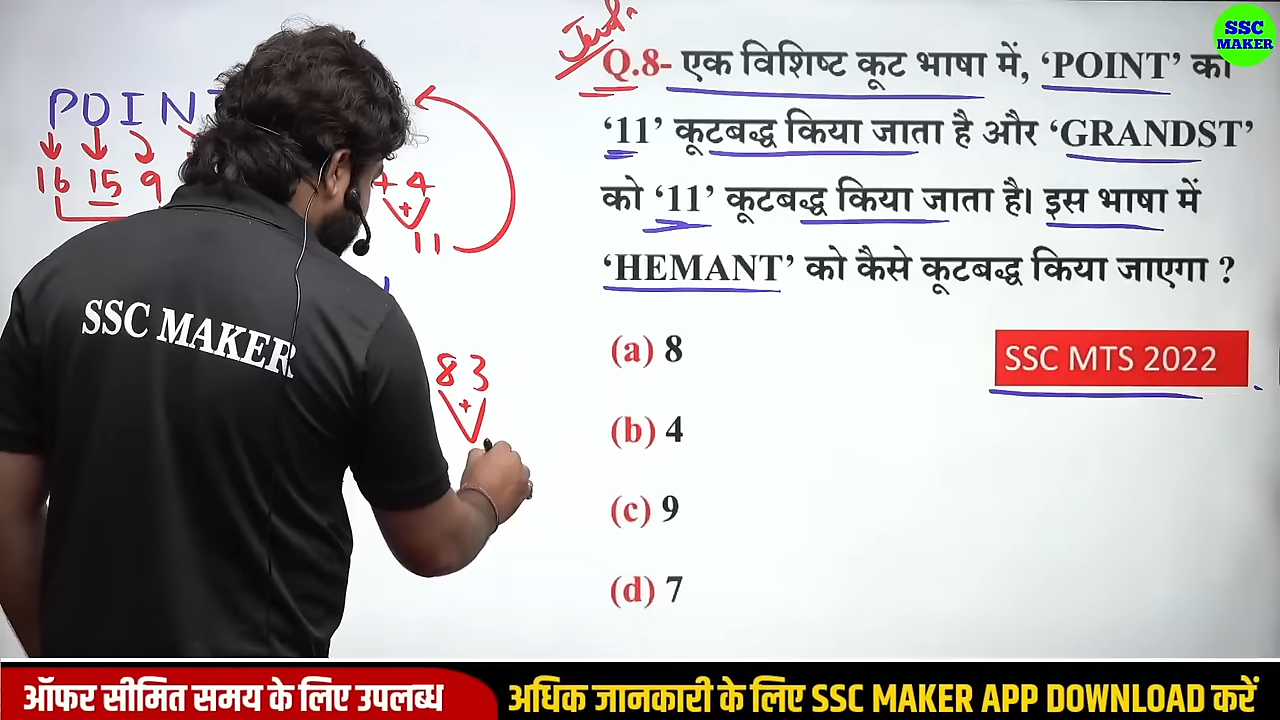 SSC
MAKER
Q.8- एक विशिष्ट कूट भाषा में, ‘POINT’ को
‘11’ कूटबद्ध किया जाता है और ‘GRANDST’
को ‘11’ कूटबद्ध किया जाता है। इस भाषा में
‘HEMANT’ को कैसे कूटबद्ध किया जाएगा ?
(a) 8
SSC MTS 2022
(b) 4
(c) 9
(d) 7
POIN
16 15 9
+ 4
+
11
83
+
SSC MAKER
ऑफर सीमित समय के लिए उपलब्ध
अधिक जानकारी के लिए SSC MAKER APP DOWNLOAD करें